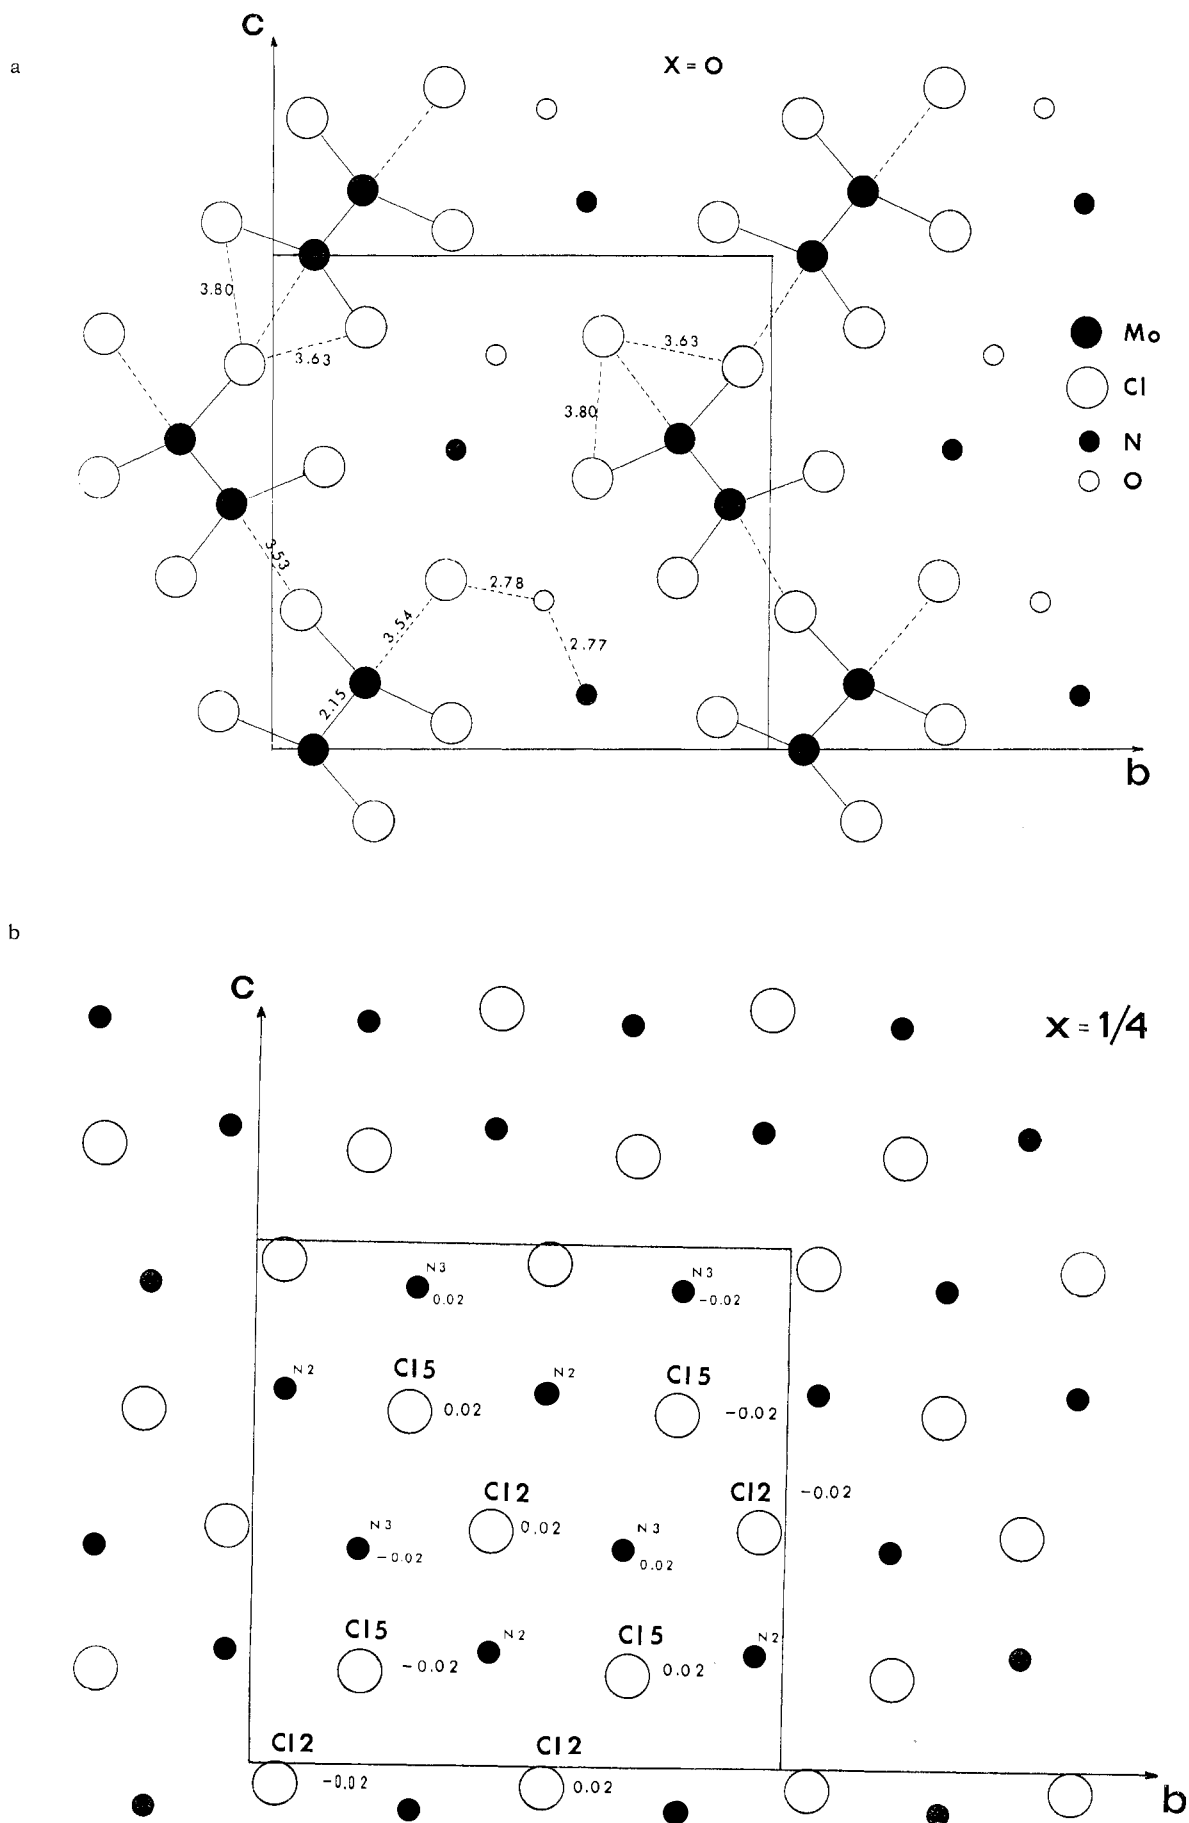 a
C
X = O
3.80
3.63
3.63
3.80
Mo
Cl
N
O
3.53
3.54
2.78
2.77
2.15
b
b
C
x = 1/4
N3
0.02
N3
-0.02
N2
Cl5
0.02
N2
Cl5
-0.02
Cl2
0.02
Cl2
-0.02
N3
-0.02
N3
0.02
Cl5
-0.02
N2
Cl5
0.02
N2
Cl2
-0.02
Cl2
0.02
b